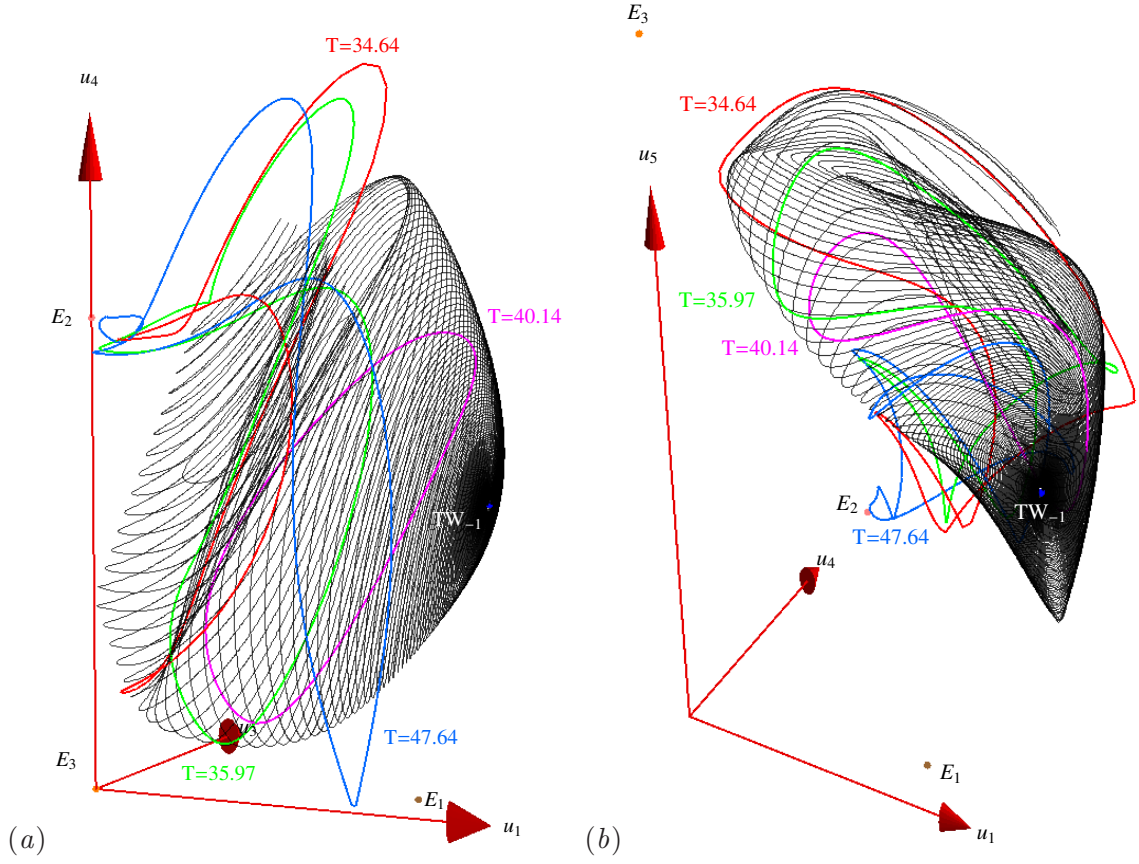 T=34.64
u4
E2
T=40.14
TW−1
u3
E3
T=47.64
T=35.97
E1
u1
(a)
E3
T=34.64
u5
T=35.97
T=40.14
TW−1
E2
T=47.64
u4
E1
u1
(b)